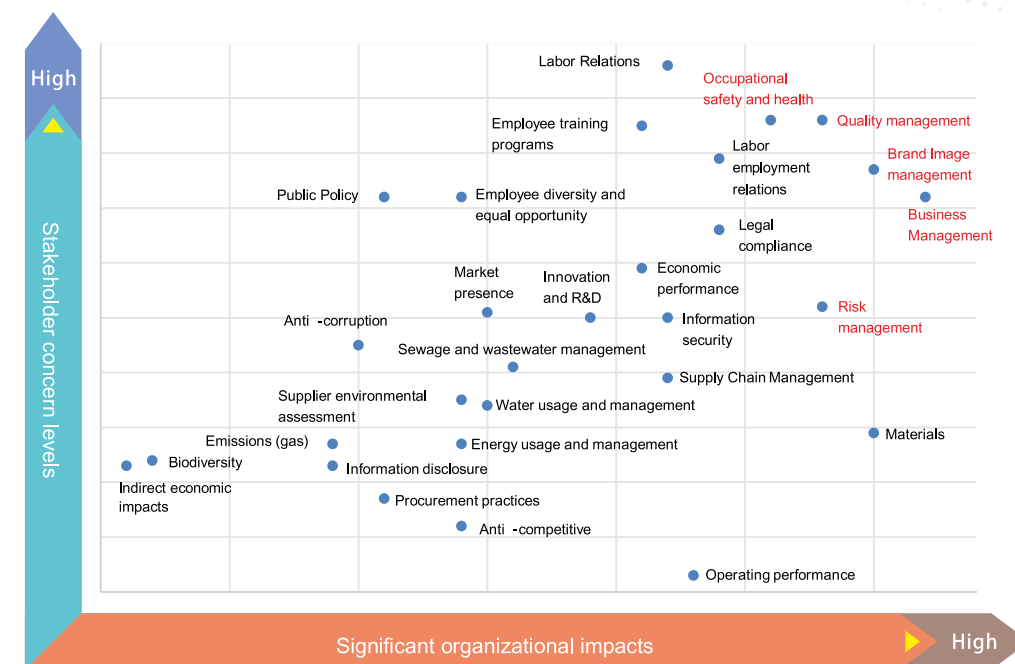 High
Stakeholder concern levels
Labor Relations
Occupational
safety and health
Quality management
Employee training
programs
Labor
employment
relations
Brand Image
management
Public Policy
Employee diversity and
equal opportunity
Business
Management
Legal
compliance
Market
presence
Innovation
and R&D
Economic
performance
Anti -corruption
Information
security
Risk
management
Sewage and wastewater management
Supply Chain Management
Supplier environmental
assessment
Water usage and management
Emissions (gas)
Energy usage and management
Materials
Biodiversity
Information disclosure
Indirect economic
impacts
Procurement practices
Anti -competitive
Operating performance
Significant organizational impacts
High